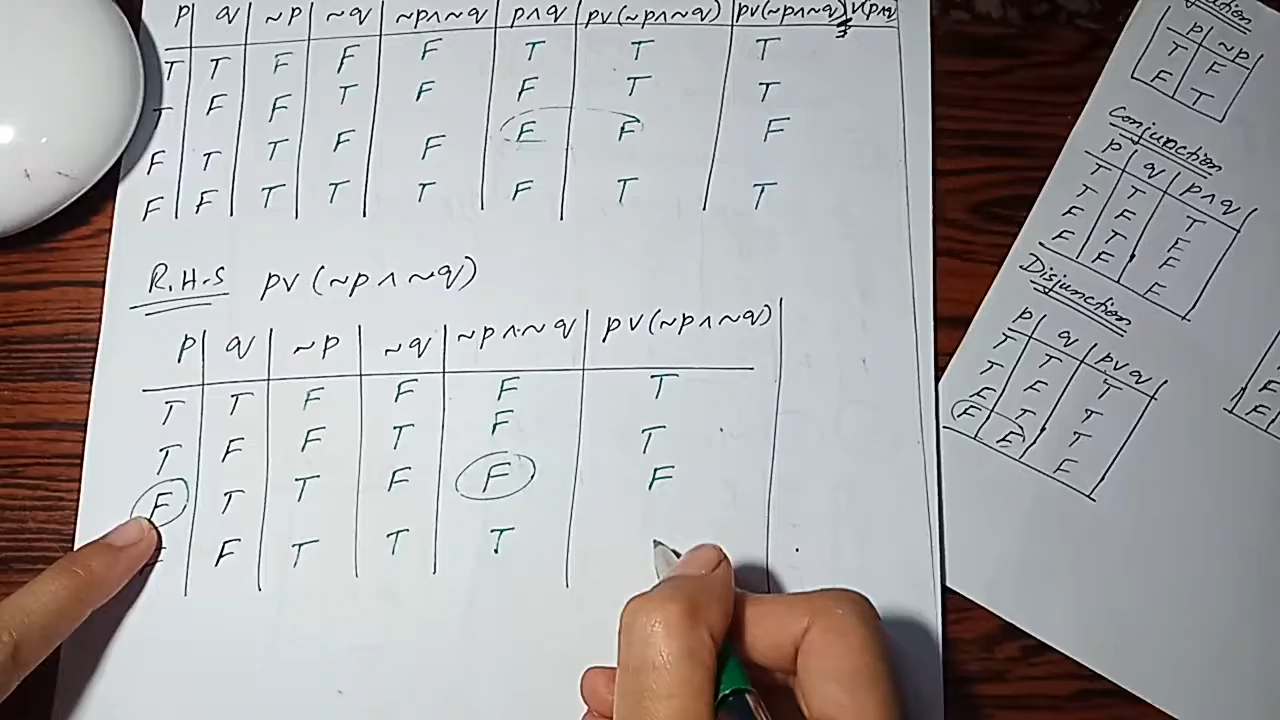 p q ~p ~q ~p∧~q p∧q p∨(~p∧~q) p∨(~p∧~q)∨(p∧q)
T T F F F T T T
T F F T F F T T
F T T F F F F F
F F T T T F T T
R.H.S p∨(~p∧~q)
p q ~p ~q ~p∧~q p∨(~p∧~q)
T T F F F T
T F F T F T
F T T F F F
F F T T T
p ~p
T F
F T
Conjunction
p q p∧q
T T T
T F F
F T F
F F F
Disjunction
p q p∨q
T T T
T F T
F T T
F F F
F
F